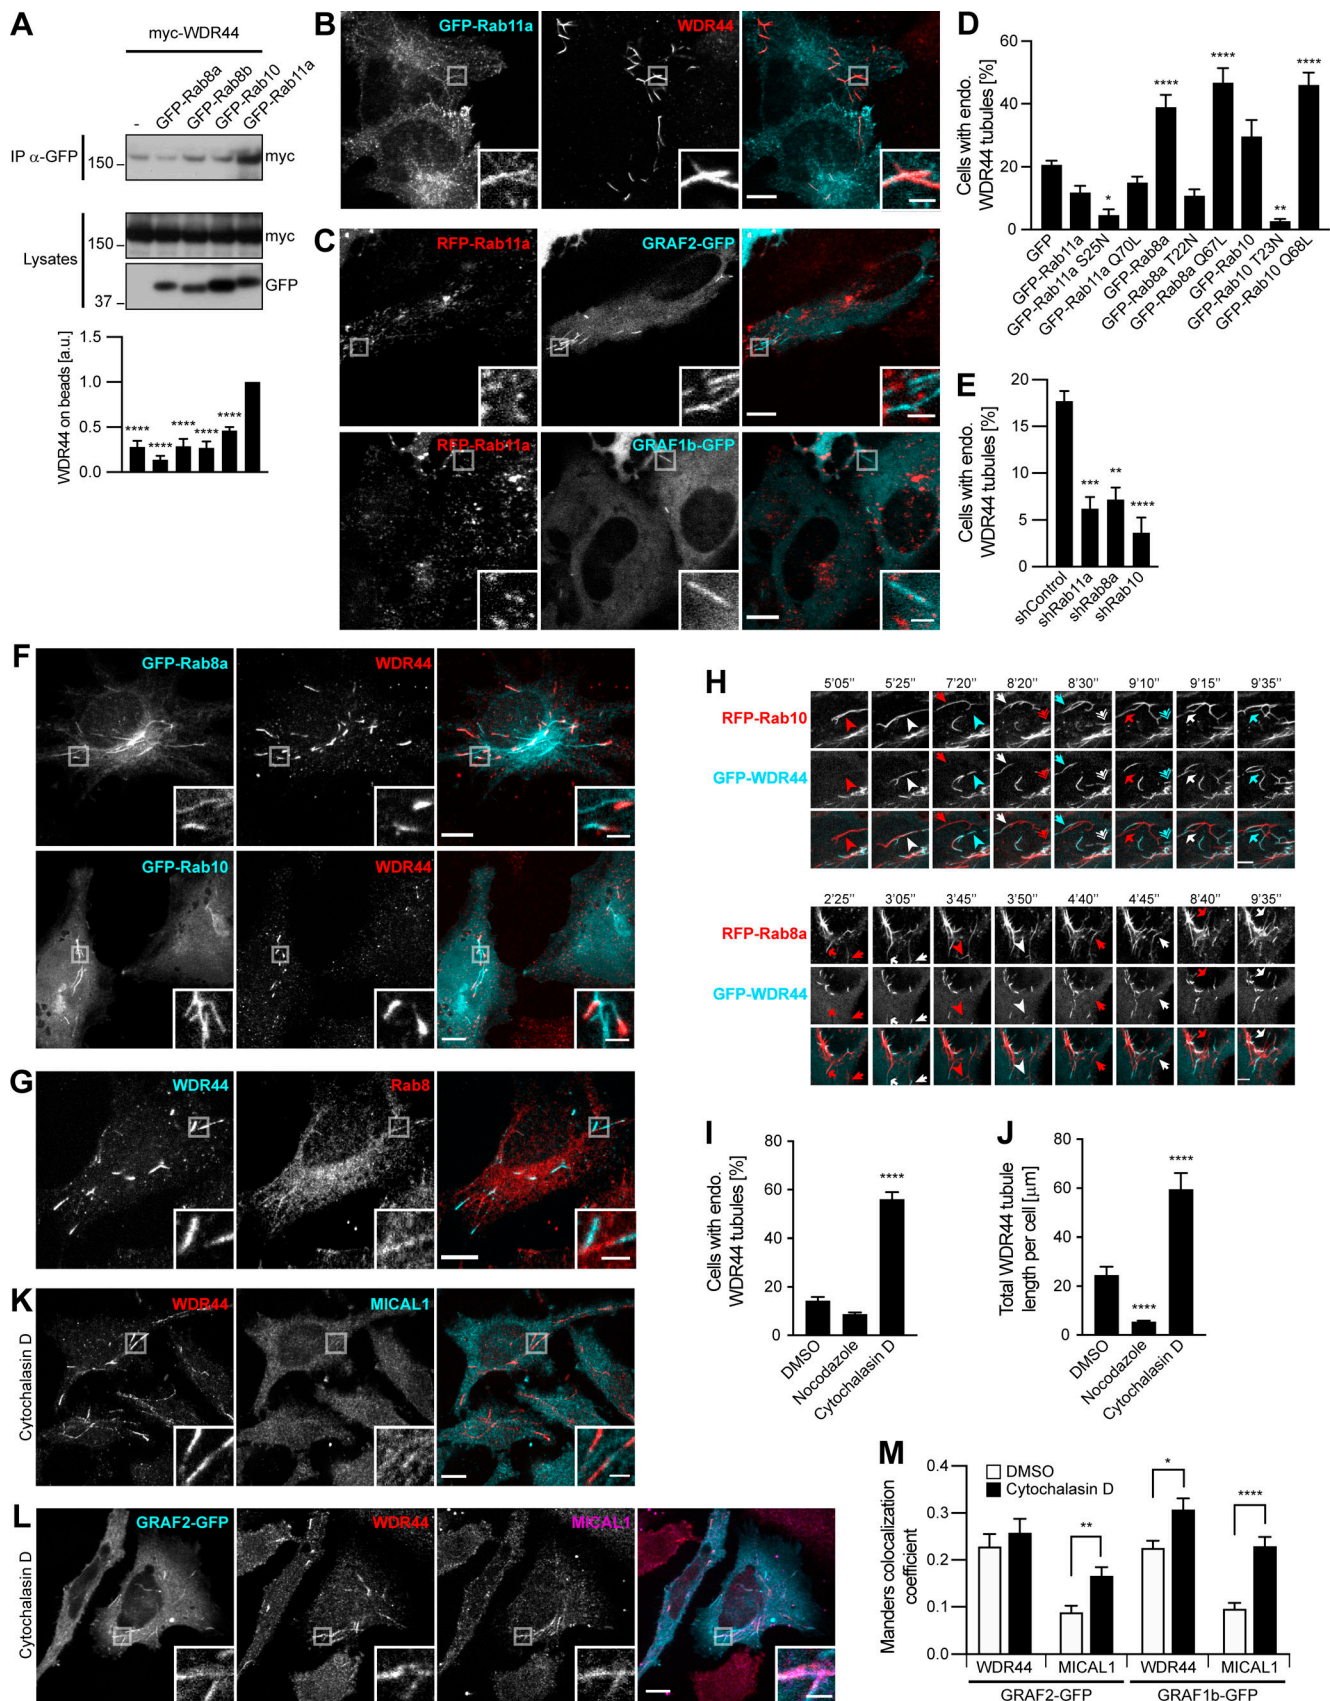 A
myc-WDR44
-
GFP-Rab8a
GFP-Rab8b
GFP-Rab10
GFP-Rab11a
IP α-GFP
150
myc
Lysates
150
myc
37
GFP
WDR44 on beads [a.u.]
1.5
1.0
0.5
0.0
****
****
****
****
****
B
GFP-Rab11a
WDR44
C
RFP-Rab11a
GRAF2-GFP
RFP-Rab11a
GRAF1b-GFP
D
Cells with endo.
WDR44 tubules [%]
60
40
20
0
*
****
****
**
****
GFP
GFP-Rab11a
GFP-Rab11a S25N
GFP-Rab11a Q70L
GFP-Rab8a
GFP-Rab8a T22N
GFP-Rab8a Q67L
GFP-Rab10
GFP-Rab10 T23N
GFP-Rab10 Q68L
E
Cells with endo.
WDR44 tubules [%]
20
15
10
5
0
***
**
****
shControl
shRab11a
shRab8a
shRab10
F
GFP-Rab8a
WDR44
GFP-Rab10
WDR44
G
WDR44
Rab8
H
5'05'' 5'25'' 7'20'' 8'20'' 8'30'' 9'10'' 9'15'' 9'35''
RFP-Rab10
GFP-WDR44
2'25'' 3'05'' 3'45'' 3'50'' 4'40'' 4'45'' 8'40'' 9'35''
RFP-Rab8a
GFP-WDR44
I
Cells with endo.
WDR44 tubules [%]
80
60
40
20
0
****
DMSO
Nocodazole
Cytochalasin D
J
Total WDR44 tubule
length per cell [μm]
80
60
40
20
0
****
****
DMSO
Nocodazole
Cytochalasin D
K
Cytochalasin D
WDR44
MICAL1
L
Cytochalasin D
GRAF2-GFP
WDR44
MICAL1
M
Manders colocalization
coefficient
0.4
0.3
0.2
0.1
0.0
DMSO
Cytochalasin D
**
*
****
WDR44
MICAL1
WDR44
MICAL1
GRAF2-GFP
GRAF1b-GFP